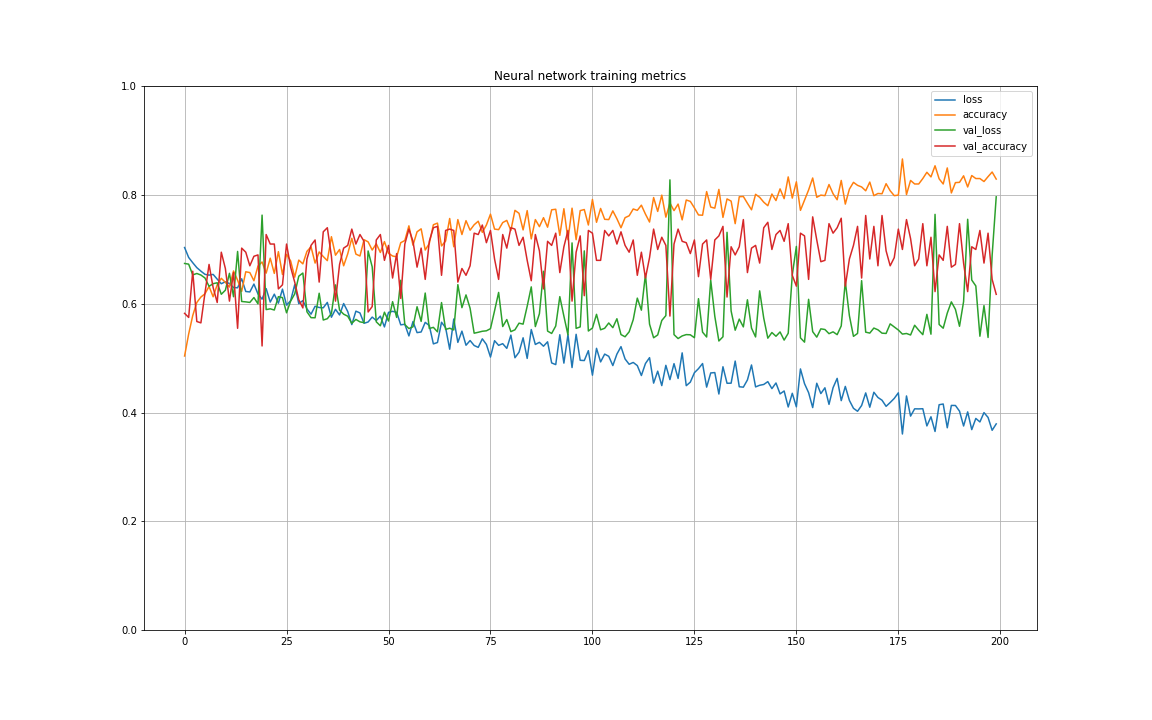 Neural network training metrics
1.0
0.8
0.6
0.4
0.2
0.0
loss
accuracy
val_loss
val_accuracy
0 25 50 75 100 125 150 175 200